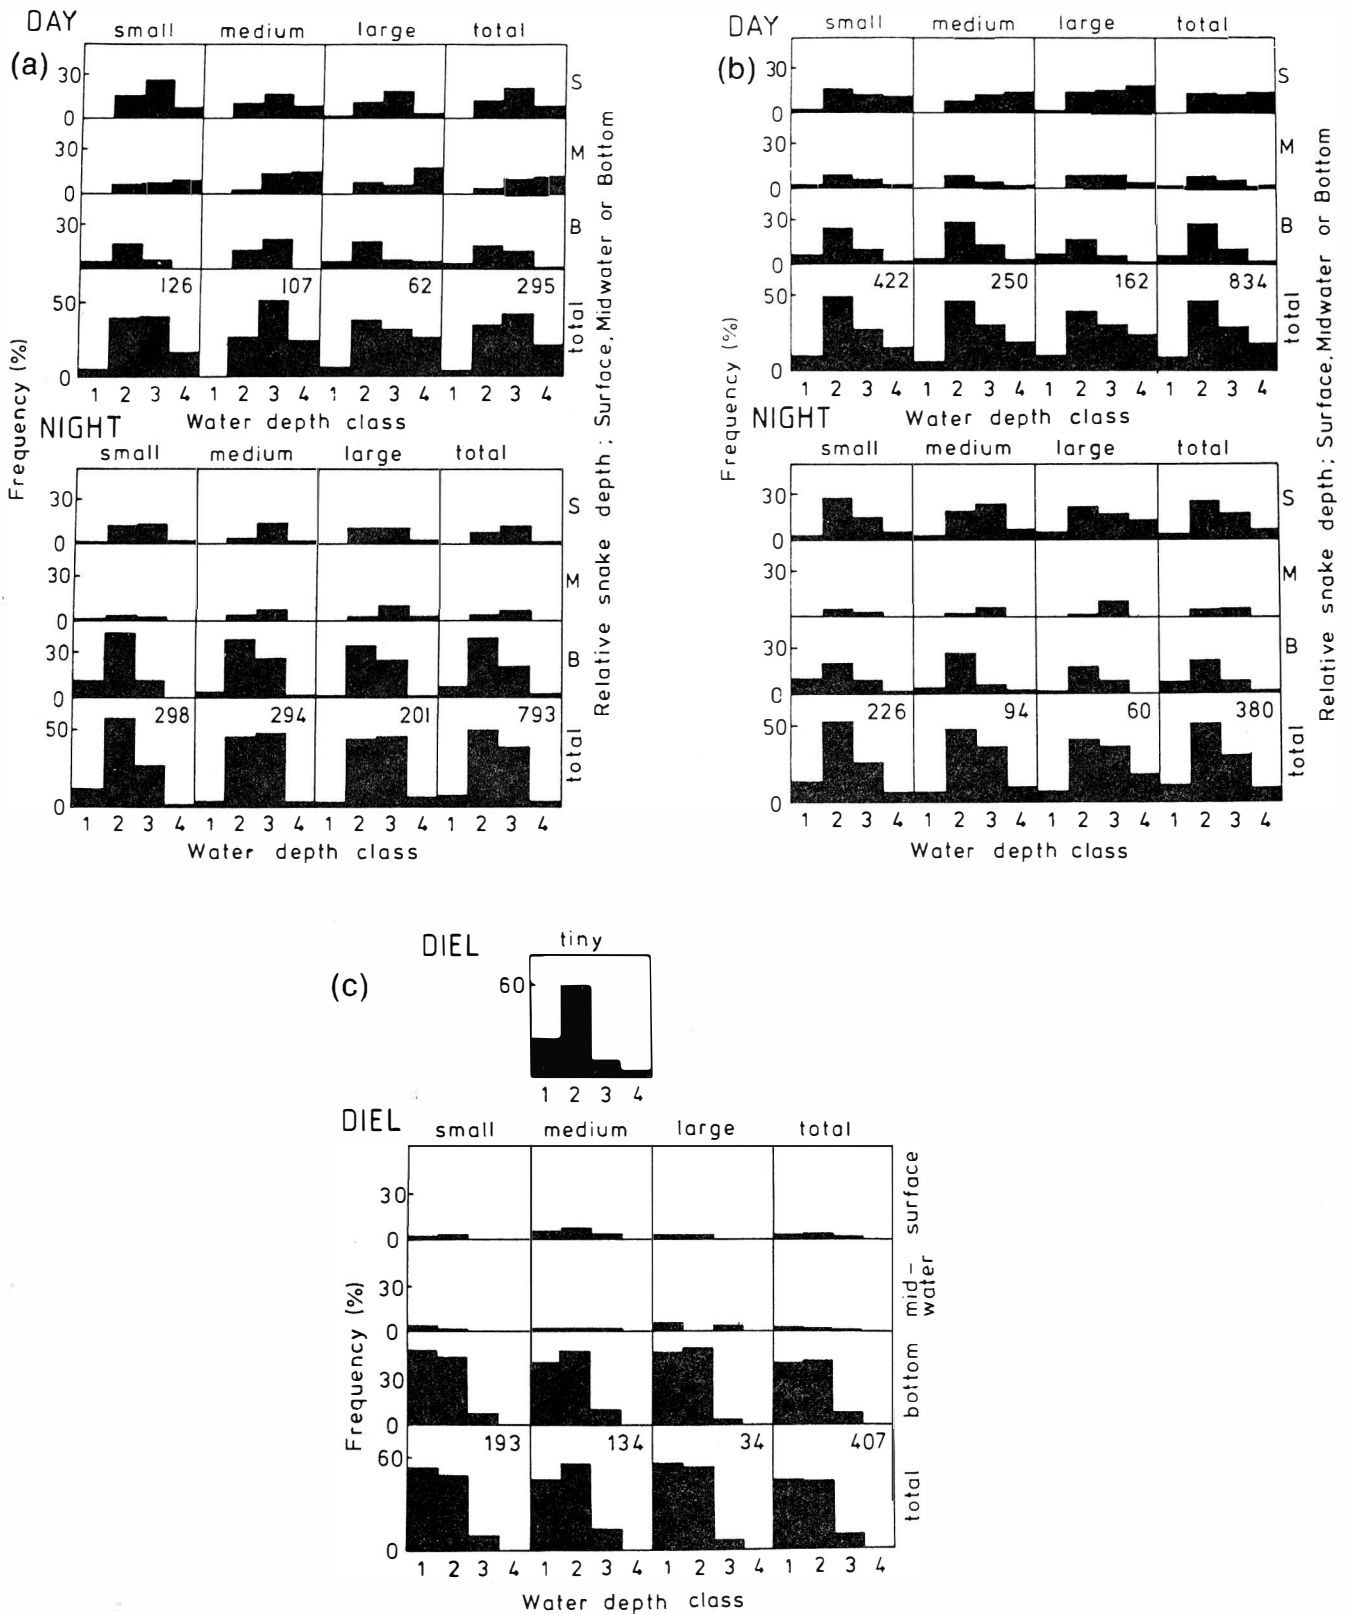 DAY
(a)
small medium large total
30
0
S
30
0
M
30
B
126 107 62 295
50
0
total
1 2 3 4 1 2 3 4 1 2 3 4 1 2 3 4
Water depth class
NIGHT
small medium large total
30
0
S
30
0
M
30
0
B
298 294 201 793
50
0
total
1 2 3 4 1 2 3 4 1 2 3 4 1 2 3 4
Water depth class
Frequency (%)
Relative snake depth; Surface, Midwater or Bottom
DAY
(b)
small medium large total
30
0
S
30
0
M
30
0
B
422 250 162 834
50
0
total
1 2 3 4 1 2 3 4 1 2 3 4 1 2 3 4
Water depth class
NIGHT
small medium large total
30
0
S
30
M
30
0
B
226 94 60 380
50
0
total
1 2 3 4 1 2 3 4 1 2 3 4 1 2 3 4
Water depth class
Frequency (%)
Relative snake depth; Surface, Midwater or Bottom
DIEL
(c)
tiny
60
1 2 3 4
DIEL
small medium large total
30
0
surface
30
0
mid-
water
30
0
bottom
193 134 34 407
60
0
total
1 2 3 4 1 2 3 4 1 2 3 4 1 2 3 4
Water depth class
Frequency (%)